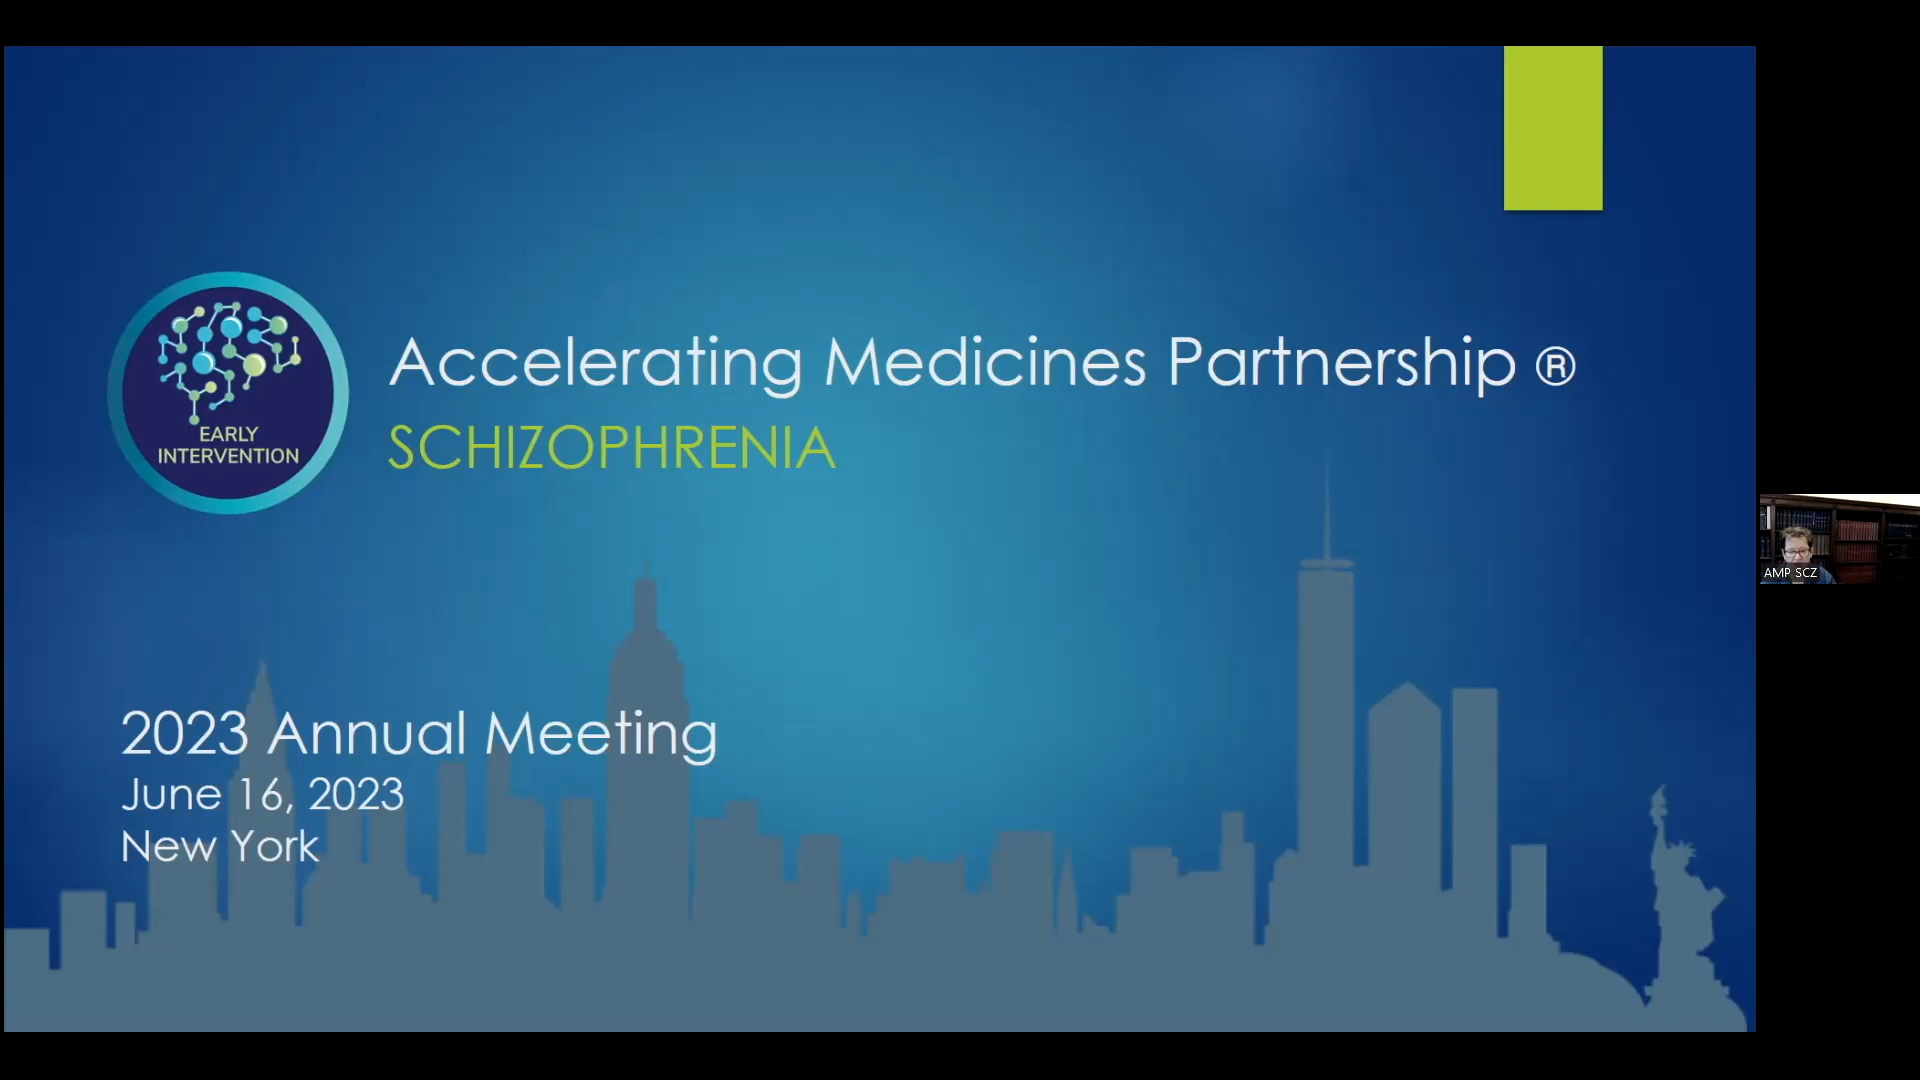 EARLY
INTERVENTION
Accelerating Medicines Partnership ®
SCHIZOPHRENIA
2023 Annual Meeting
June 16, 2023
New York
AMP SCZ